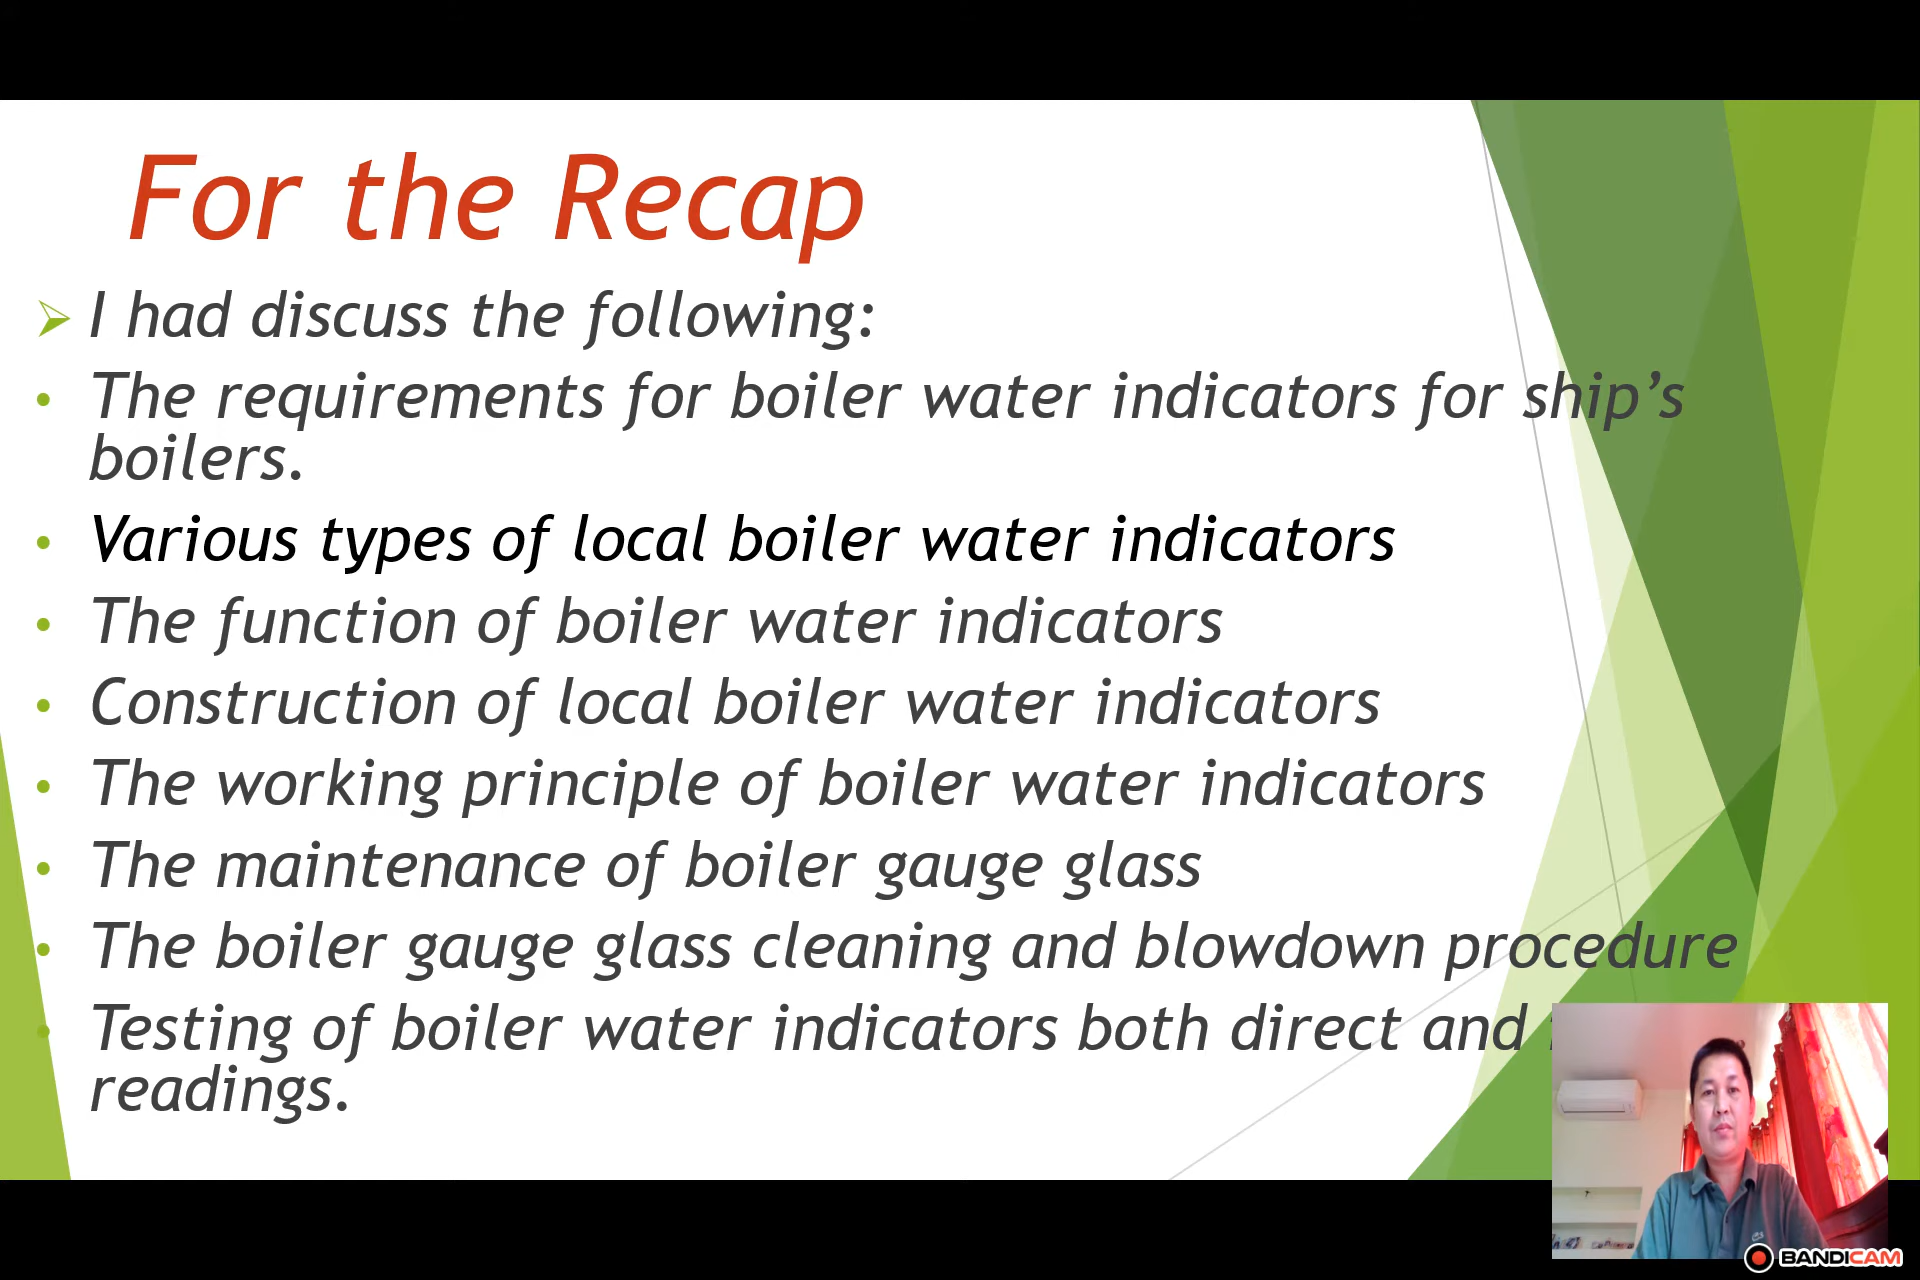 For the Recap
I had discuss the following:
The requirements for boiler water indicators for ship's
boilers.
Various types of local boiler water indicators
The function of boiler water indicators
Construction of local boiler water indicators
The working principle of boiler water indicators
The maintenance of boiler gauge glass
The boiler gauge glass cleaning and blowdown procedure
Testing of boiler water indicators both direct and
readings.
BANDICAM